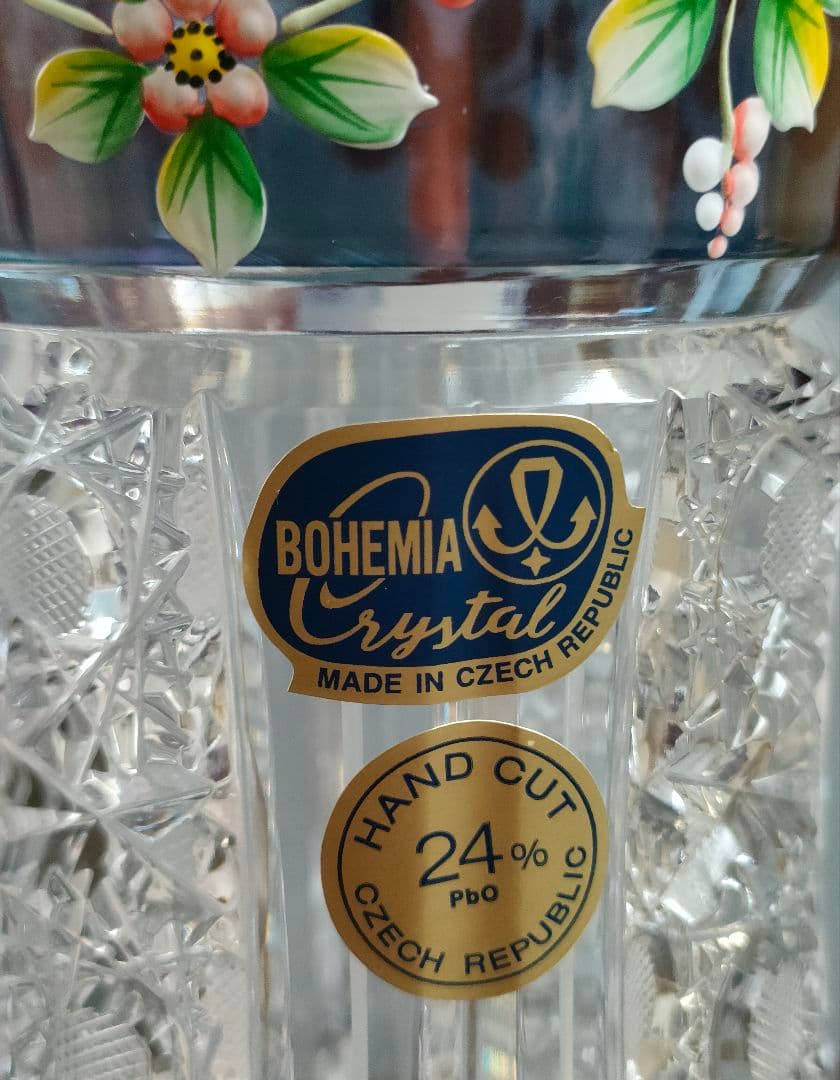 BOHEMIA
Crystal
MADE IN CZECH REPUBLIC
HAND CUT
24%
PbO
CZECH REPUBLIC